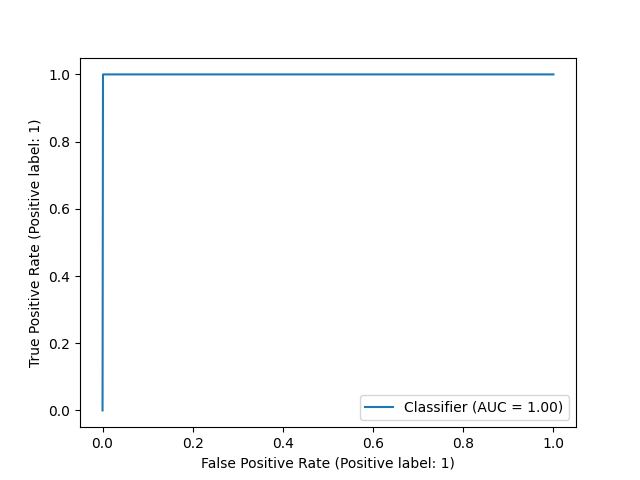 1.0
0.8
0.6
0.4
0.2
0.0
True Positive Rate (Positive label: 1)
Classifier (AUC = 1.00)
0.0 0.2 0.4 0.6 0.8 1.0
False Positive Rate (Positive label: 1)